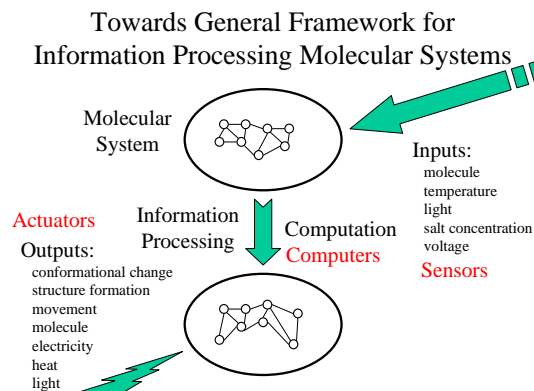 Towards General Framework for
Information Processing Molecular Systems
Molecular
System
Inputs:
molecule
temperature
light
salt concentration
voltage
Sensors
Information
Processing
Computation
Computers
Actuators
Outputs:
conformational change
structure formation
movement
molecule
electricity
heat
light